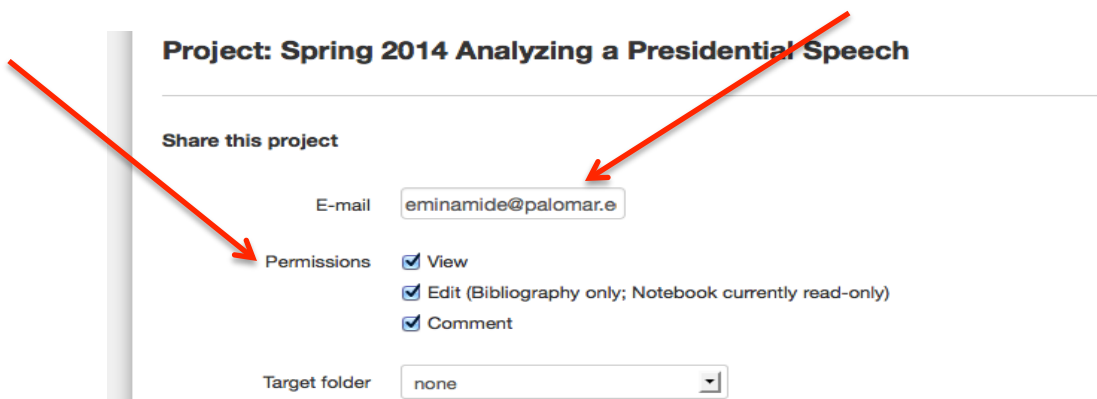 Project: Spring 2014 Analyzing a Presidential Speech
Share this project
E-mail eminamide@palomar.e
Permissions View
Edit (Bibliography only; Notebook currently read-only)
Comment
Target folder none